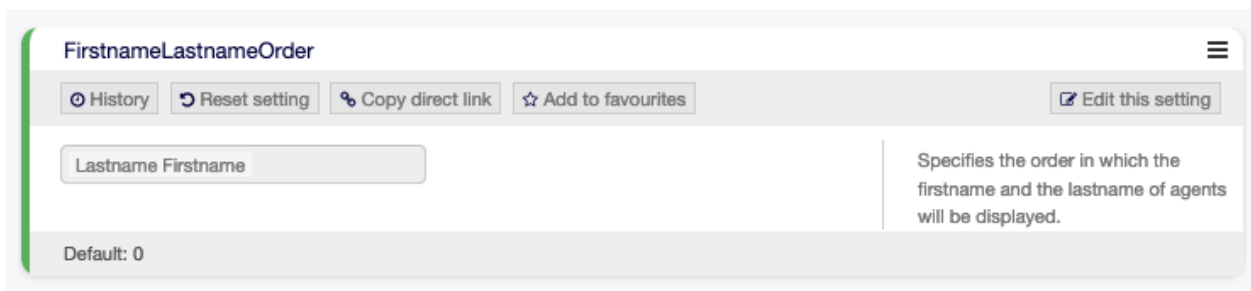 FirstnameLastnameOrder
History Reset setting Copy direct link Add to favourites Edit this setting
Lastname Firstname
Specifies the order in which the
firstname and the lastname of agents
will be displayed.
Default: 0